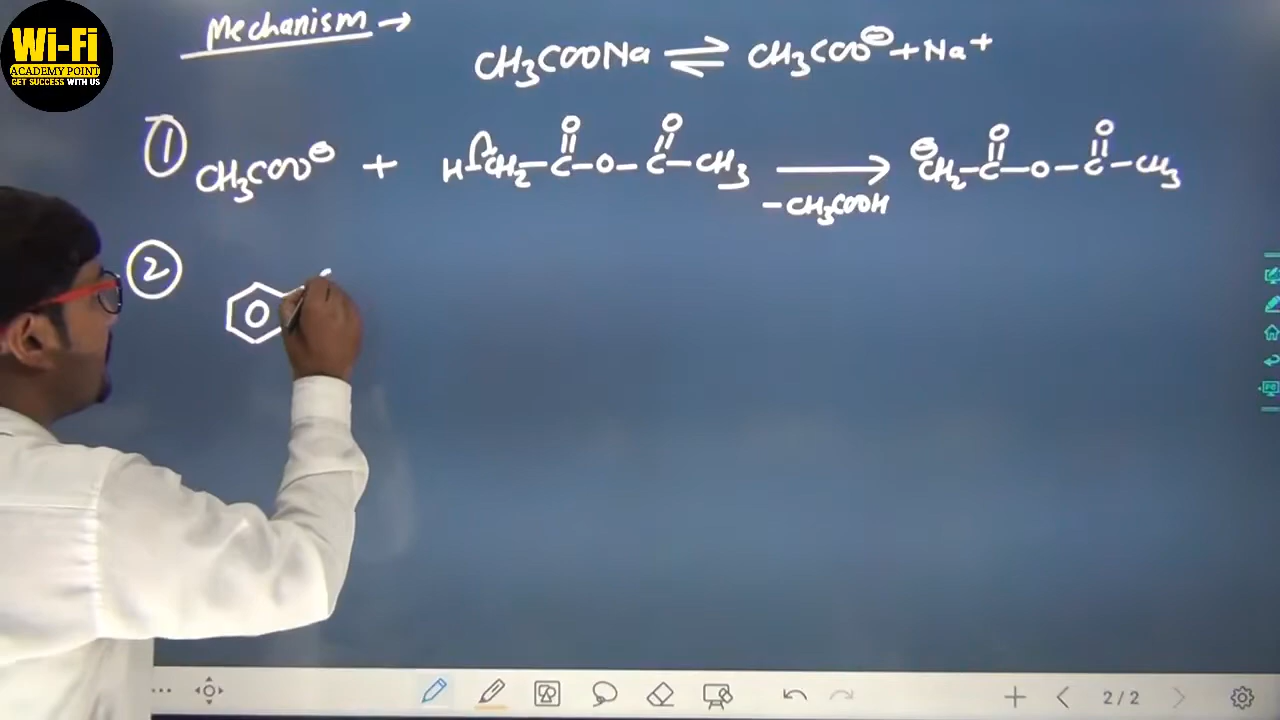 Wi-Fi
ACADEMY POINT
GET SUCCESS WITH US
Mechanism →
CH₃COONa ⇌ CH₃COO⊖ + Na⁺
① CH₃COO⊖ + H-CH₂-C(=O)-O-C(=O)-CH₃ → ⊖CH₂-C(=O)-O-C(=O)-CH₃
-CH₃COOH
②
2/2